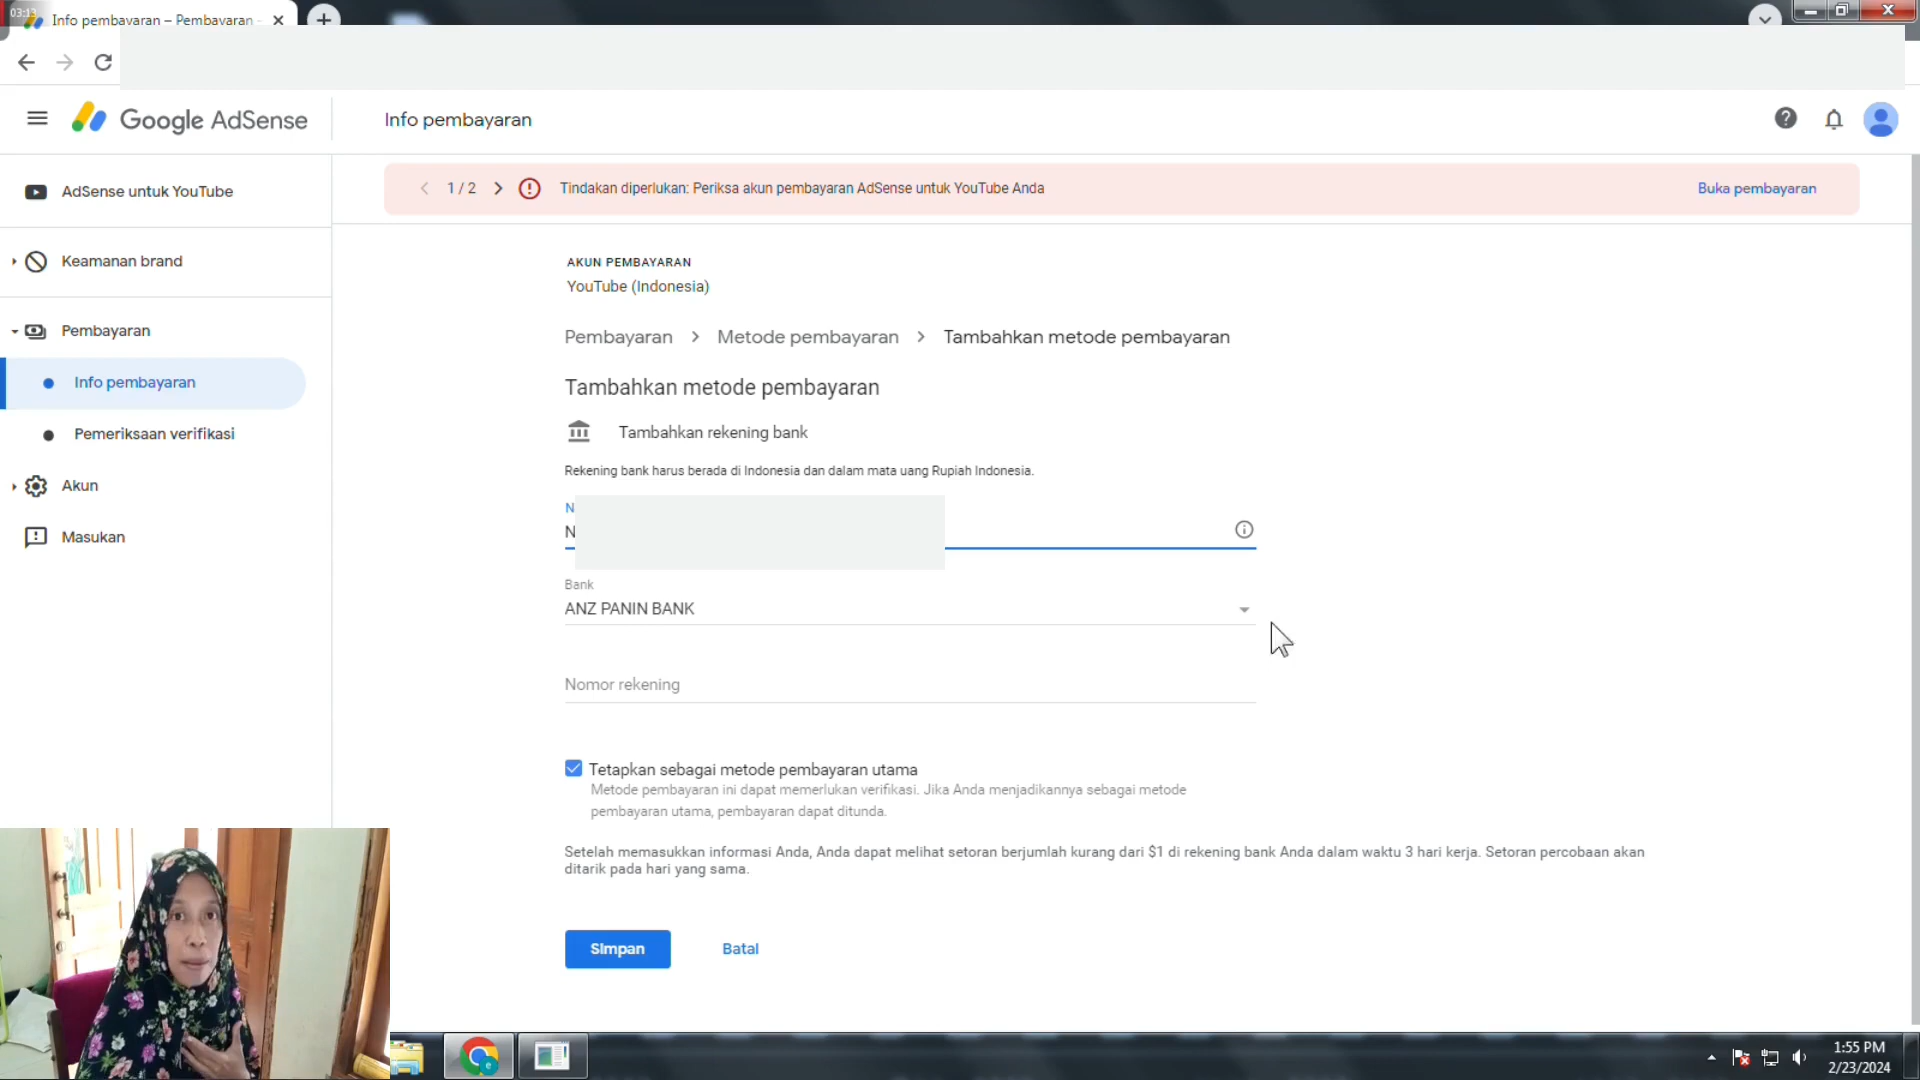 03:13
Info pembayaran – Pembayaran -
Google AdSense
Info pembayaran
AdSense untuk YouTube
Keamanan brand
Pembayaran
Info pembayaran
Pemeriksaan verifikasi
Akun
Masukan
1 / 2
Tindakan diperlukan: Periksa akun pembayaran AdSense untuk YouTube Anda
Buka pembayaran
AKUN PEMBAYARAN
YouTube (Indonesia)
Pembayaran > Metode pembayaran > Tambahkan metode pembayaran
Tambahkan metode pembayaran
Tambahkan rekening bank
Rekening bank harus berada di Indonesia dan dalam mata uang Rupiah Indonesia.
N
N
Bank
ANZ PANIN BANK
Nomor rekening
Tetapkan sebagai metode pembayaran utama
Metode pembayaran ini dapat memerlukan verifikasi. Jika Anda menjadikannya sebagai metode
pembayaran utama, pembayaran dapat ditunda.
Setelah memasukkan informasi Anda, Anda dapat melihat setoran berjumlah kurang dari $1 di rekening bank Anda dalam waktu 3 hari kerja. Setoran percobaan akan
ditarik pada hari yang sama.
Simpan
Batal
1:55 PM
2/23/2024